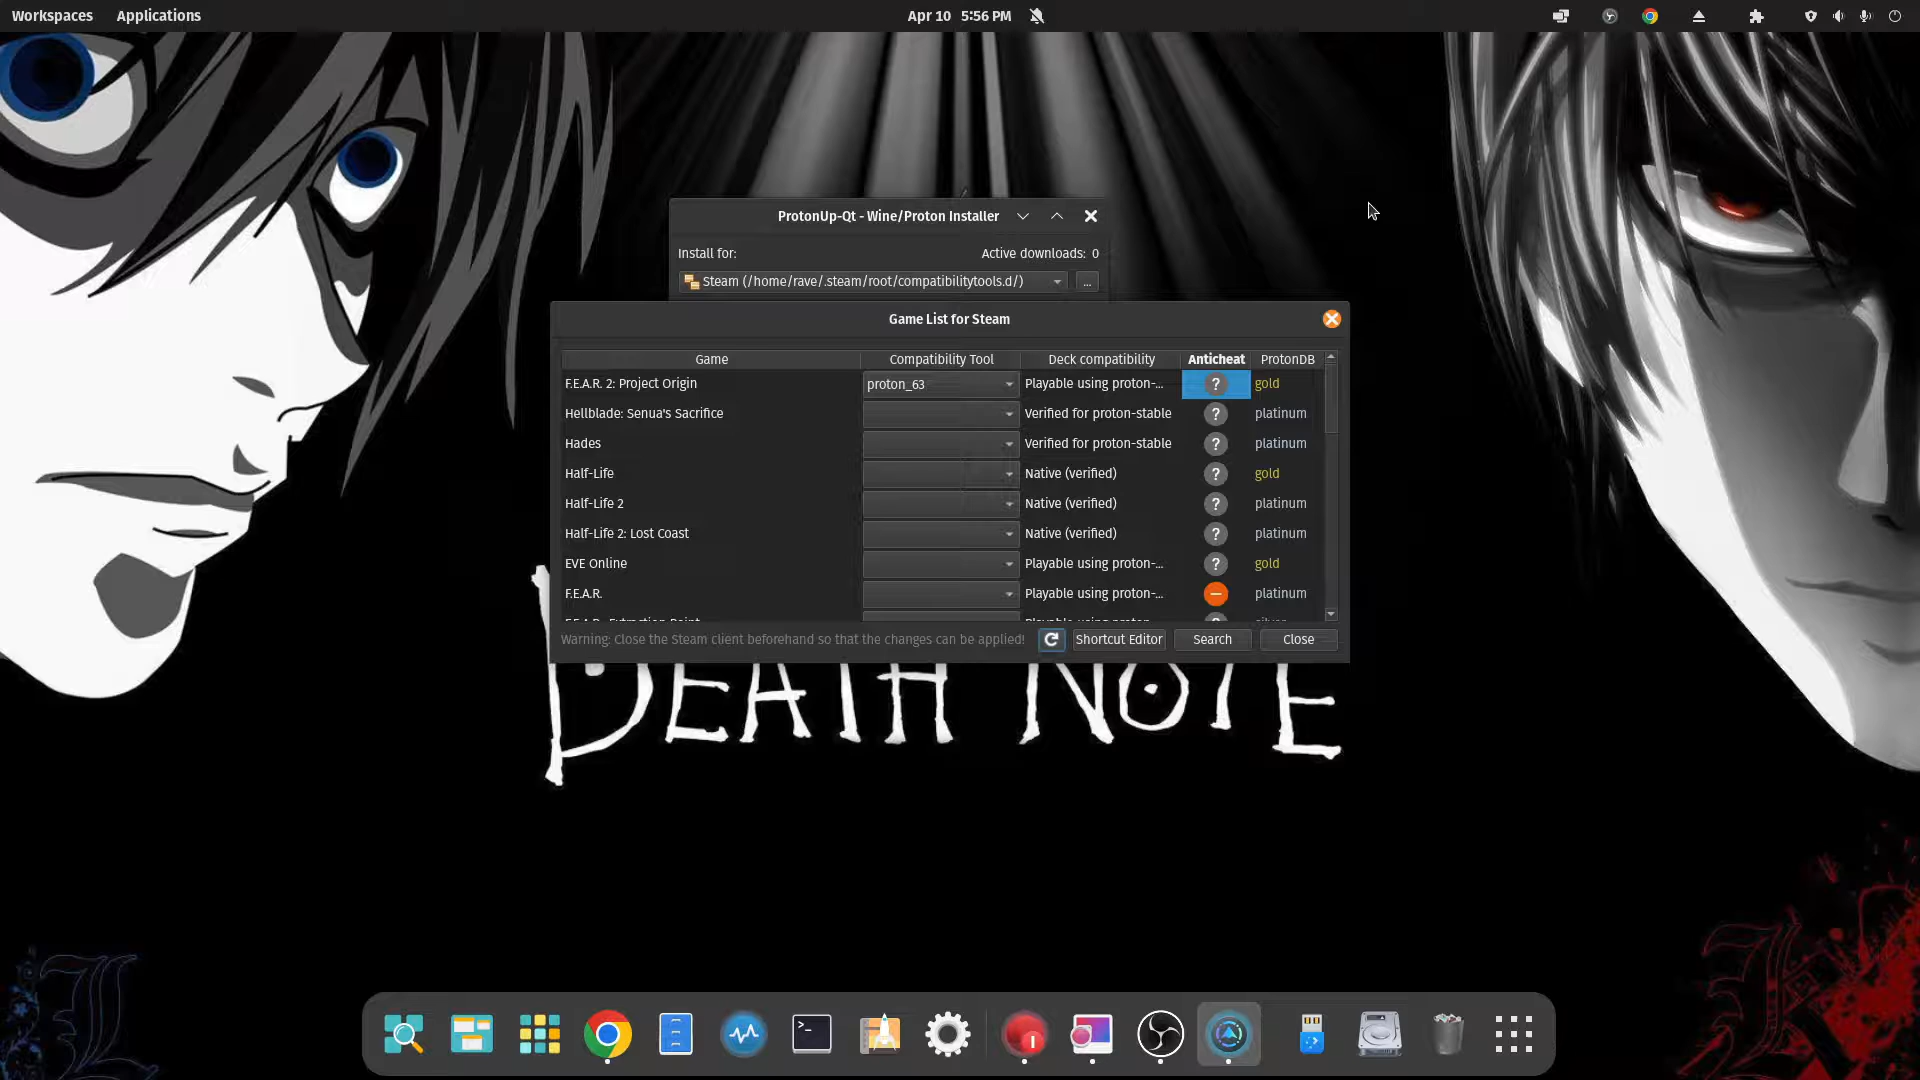 Workspaces Applications Apr 10 5:56 PM
ProtonUp-Qt - Wine/Proton Installer
Install for: Active downloads: 0
Steam (/home/rave/.steam/root/compatibilitytools.d/) ...
Game List for Steam
Game Compatibility Tool Deck compatibility Anticheat ProtonDB
F.E.A.R. 2: Project Origin proton_63 Playable using proton-... ? gold
Hellblade: Senua's Sacrifice Verified for proton-stable ? platinum
Hades Verified for proton-stable ? platinum
Half-Life Native (verified) ? gold
Half-Life 2 Native (verified) ? platinum
Half-Life 2: Lost Coast Native (verified) ? platinum
EVE Online Playable using proton-... ? gold
F.E.A.R. Playable using proton-... platinum
Warning: Close the Steam client beforehand so that the changes can be applied! Shortcut Editor Search Close
DEATH NOTE
L